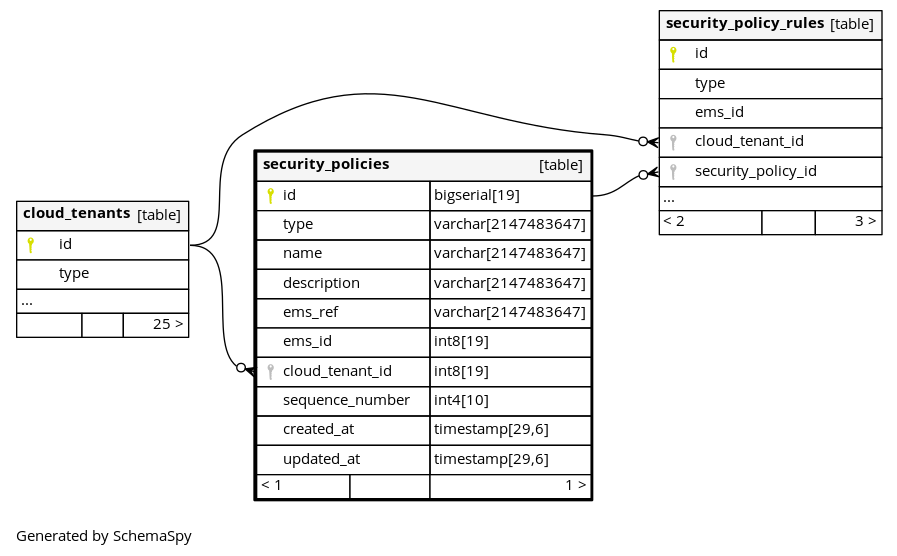 security_policy_rules [table]
id
type
ems_id
cloud_tenant_id
security_policy_id
...
< 2 3 >
security_policies [table]
id bigserial[19]
type varchar[2147483647]
name varchar[2147483647]
description varchar[2147483647]
ems_ref varchar[2147483647]
ems_id int8[19]
cloud_tenant_id int8[19]
sequence_number int4[10]
created_at timestamp[29,6]
updated_at timestamp[29,6]
< 1 1 >
cloud_tenants [table]
id
type
...
25 >
Generated by SchemaSpy